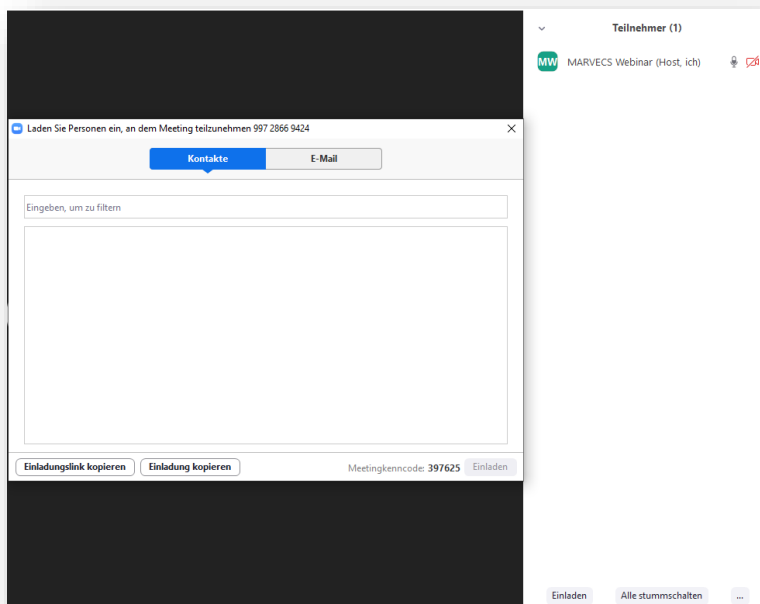 Teilnehmer (1)
MW MARVECS Webinar (Host, ich)
Laden Sie Personen ein, an dem Meeting teilzunehmen 997 2866 9424
Kontakte E-Mail
Eingeben, um zu filtern
Einladungslink kopieren Einladung kopieren Meetingkenncode: 397625 Einladen
Einladen Alle stummschalten ...